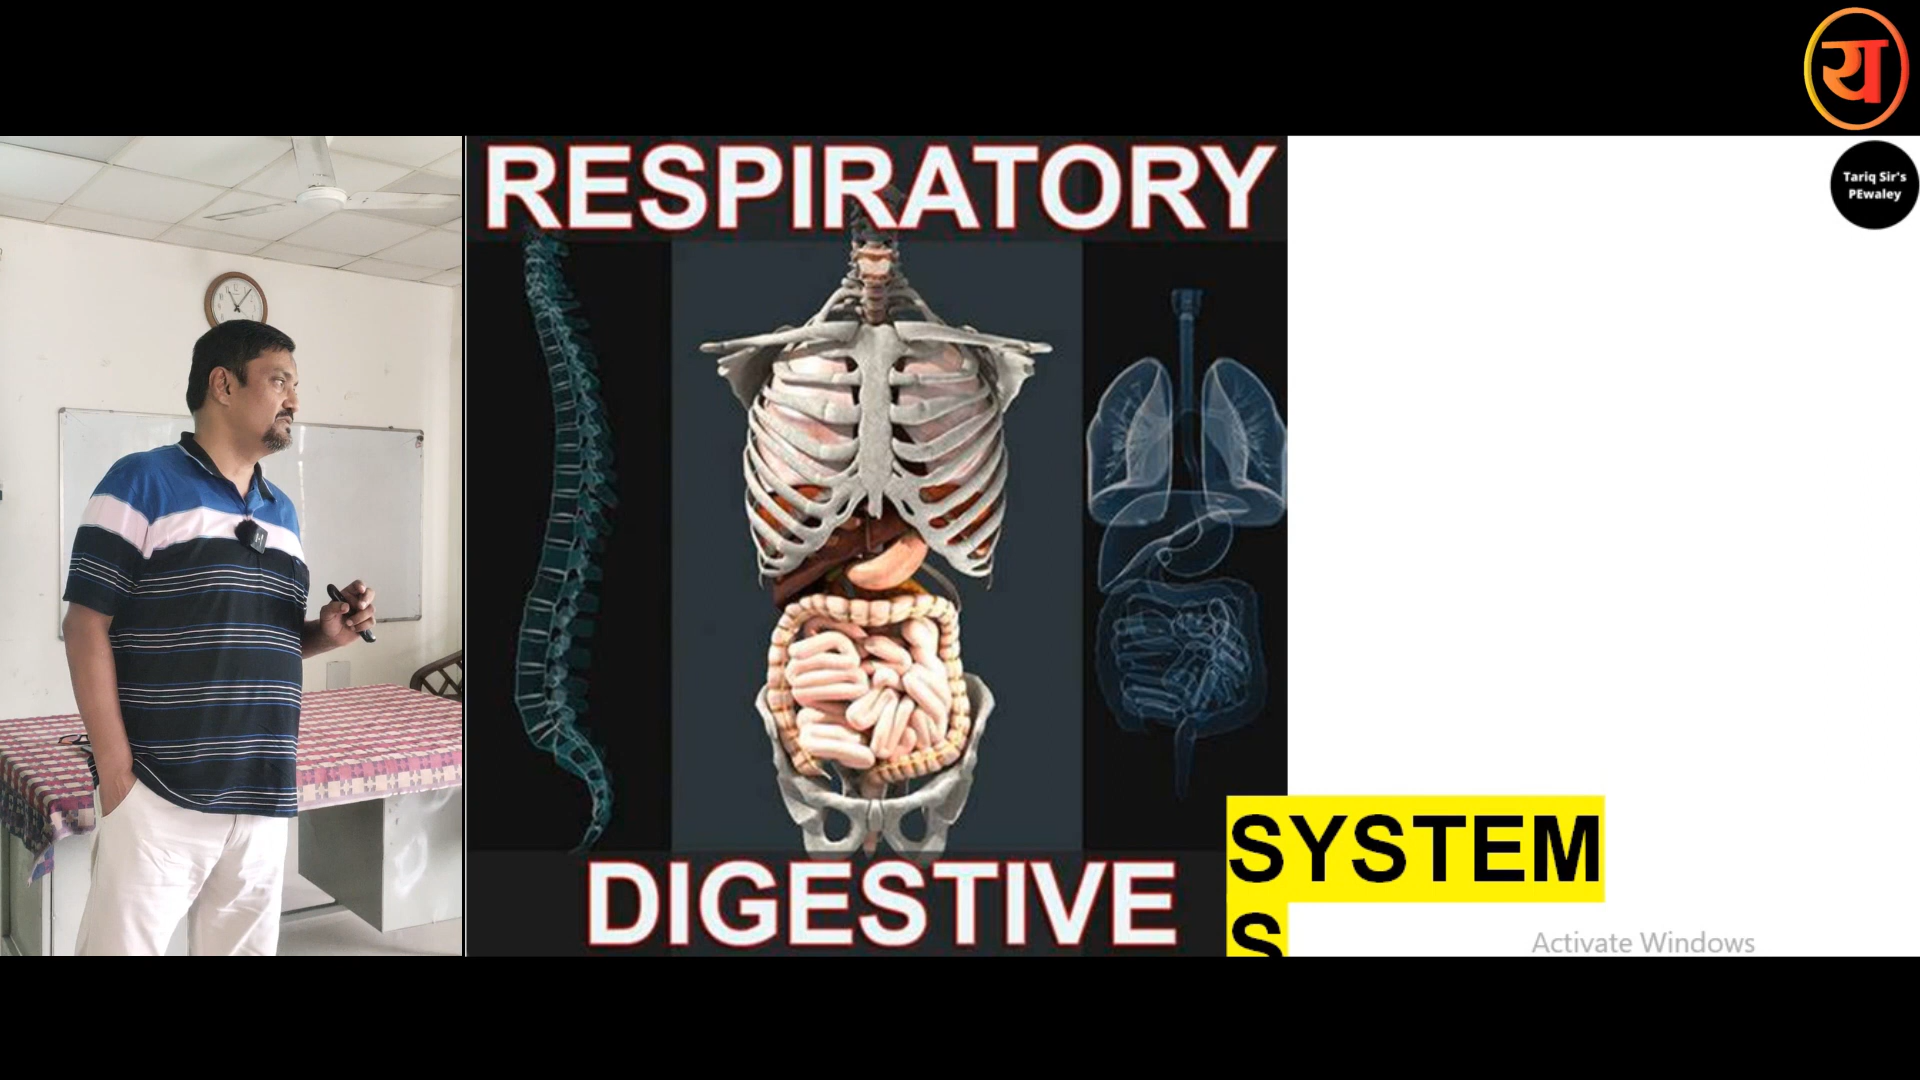 य
Tariq Sir's
PEwaley
RESPIRATORY
DIGESTIVE
SYSTEM
S
Activate Windows